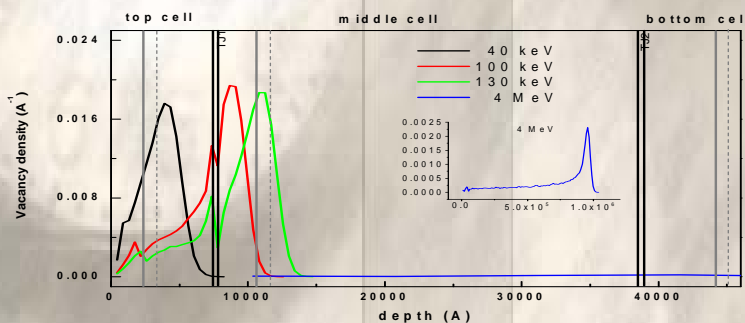 top cell middle cell bottom cel
0.024
0.016
0.008
0.000
Vacancy density (A⁻¹)
40 keV
100 keV
130 keV
4 MeV
0.0025
0.0020
0.0015
0.0010
0.0005
0.0000
4 MeV
0.0 5.0x10⁵ 1.0x10⁶
0 10000 20000 30000 40000
depth (A)